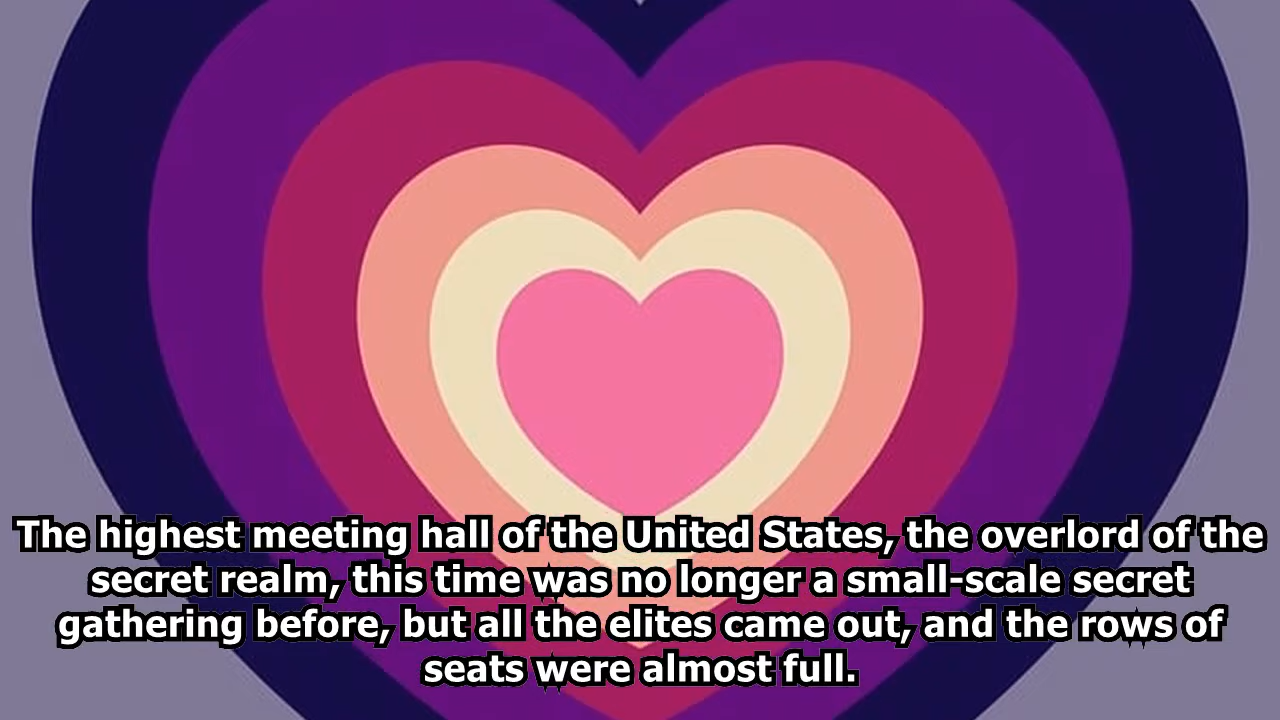 The highest meeting hall of the United States, the overlord of the
secret realm, this time was no longer a small-scale secret
gathering before, but all the elites came out, and the rows of
seats were almost full.